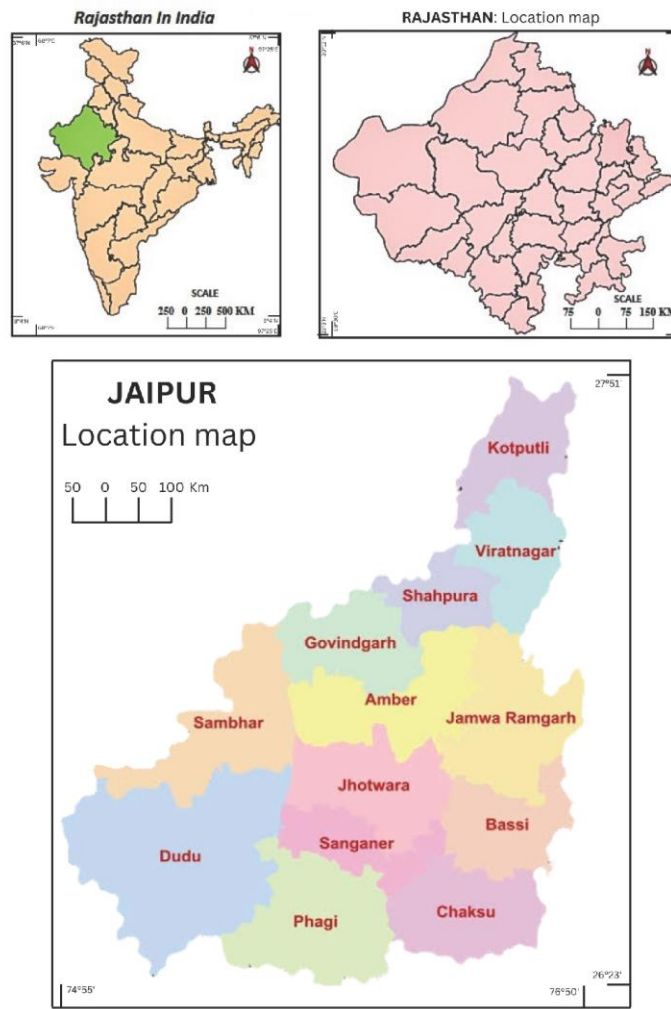 Rajasthan In India
RAJASTHAN: Location map
SCALE
250 0 250 500 KM
SCALE
75 0 75 150 KM
JAIPUR
Location map
50 0 50 100 Km
27°51'
Kotputli
Viratnagar
Shahpura
Govindgarh
Amber
Jamwa Ramgarh
Sambhar
Jhotwara
Bassi
Sanganer
Dudu
Chaksu
Phagi
74°55'
76°50'
26°23'